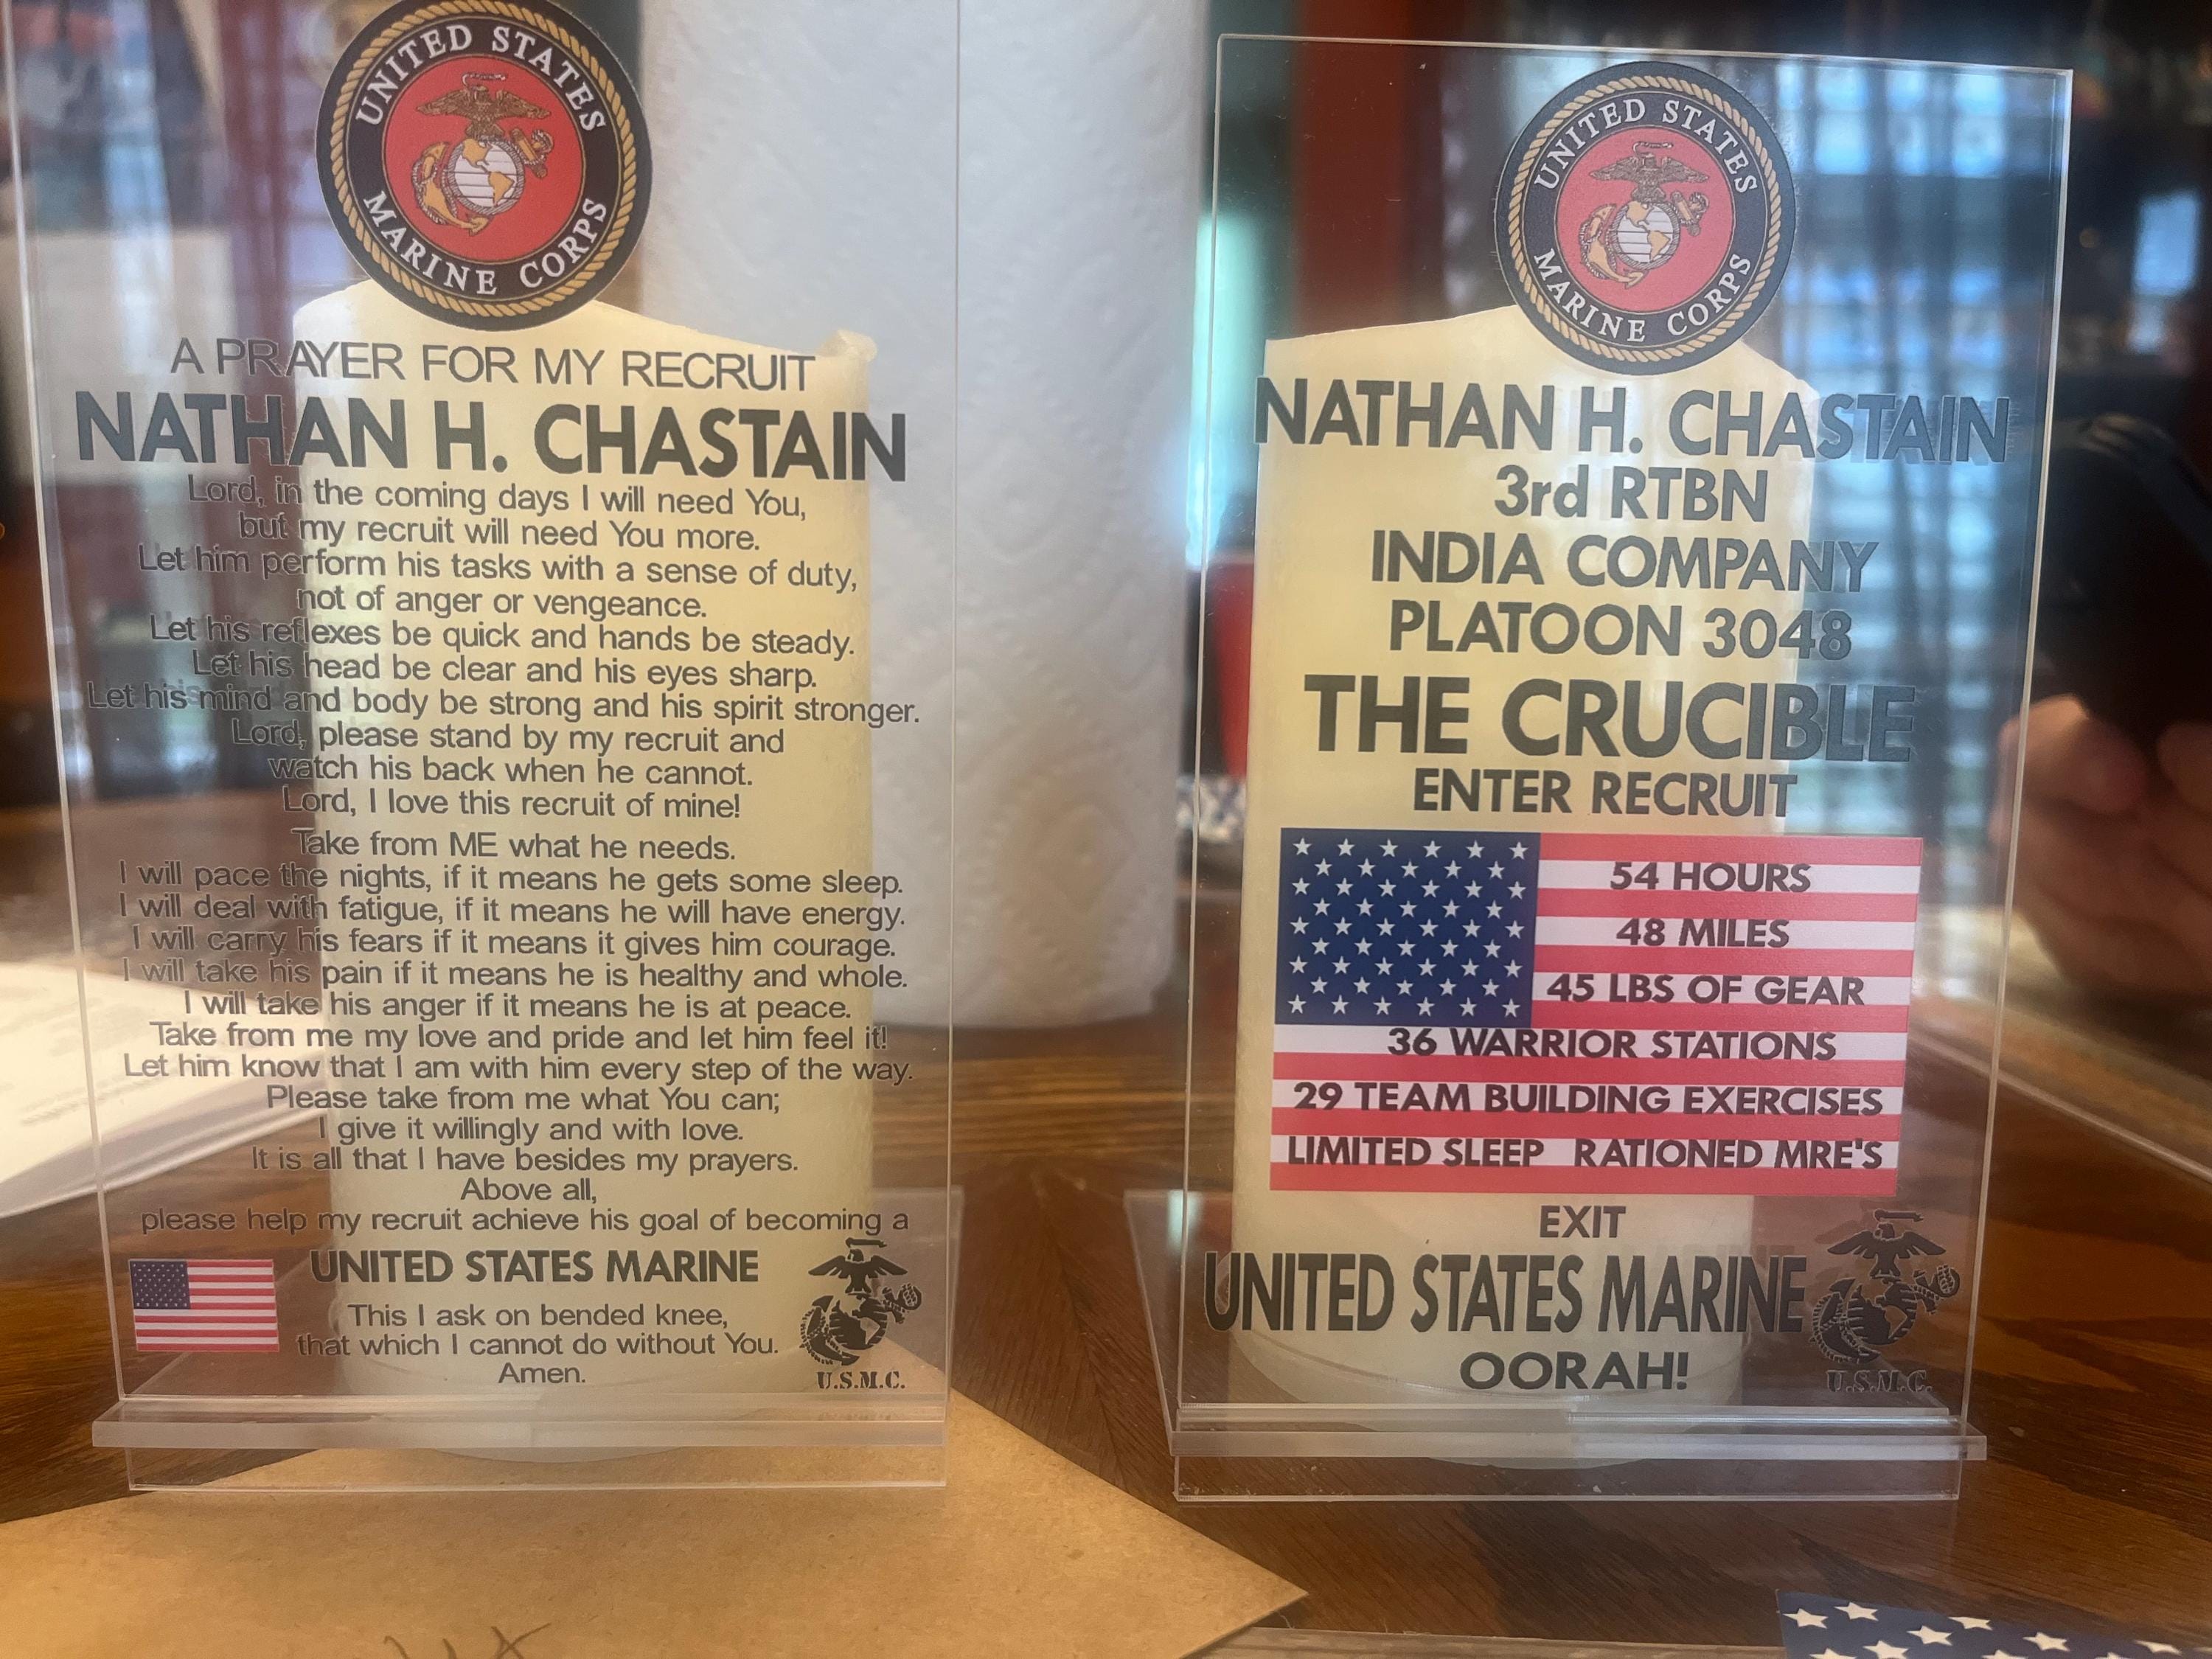 UNITED STATES
MARINE CORPS
A PRAYER FOR MY RECRUIT
NATHAN H. CHASTAIN
Lord, in the coming days I will need You,
but my recruit will need You more.
Let him perform his tasks with a sense of duty,
not of anger or vengeance.
Let his reflexes be quick and hands be steady.
Let his head be clear and his eyes sharp.
Let his mind and body be strong and his spirit stronger.
Lord, please stand by my recruit and
watch his back when he cannot.
Lord, I love this recruit of mine!
Take from ME what he needs.
I will pace the nights, if it means he gets some sleep.
I will deal with fatigue, if it means he will have energy.
I will carry his fears if it means it gives him courage.
I will take his pain if it means he is healthy and whole.
I will take his anger if it means he is at peace.
Take from me my love and pride and let him feel it!
Let him know that I am with him every step of the way.
Please take from me what You can;
I give it willingly and with love.
It is all that I have besides my prayers.
Above all,
please help my recruit achieve his goal of becoming a
UNITED STATES MARINE
This I ask on bended knee,
that which I cannot do without You.
Amen.
U.S.M.C.
UNITED STATES
MARINE CORPS
NATHAN H. CHASTAIN
3rd RTBN
INDIA COMPANY
PLATOON 3048
THE CRUCIBLE
ENTER RECRUIT
54 HOURS
48 MILES
45 LBS OF GEAR
36 WARRIOR STATIONS
29 TEAM BUILDING EXERCISES
LIMITED SLEEP RATIONED MRE'S
EXIT
UNITED STATES MARINE
OORAH!
U.S.M.C.